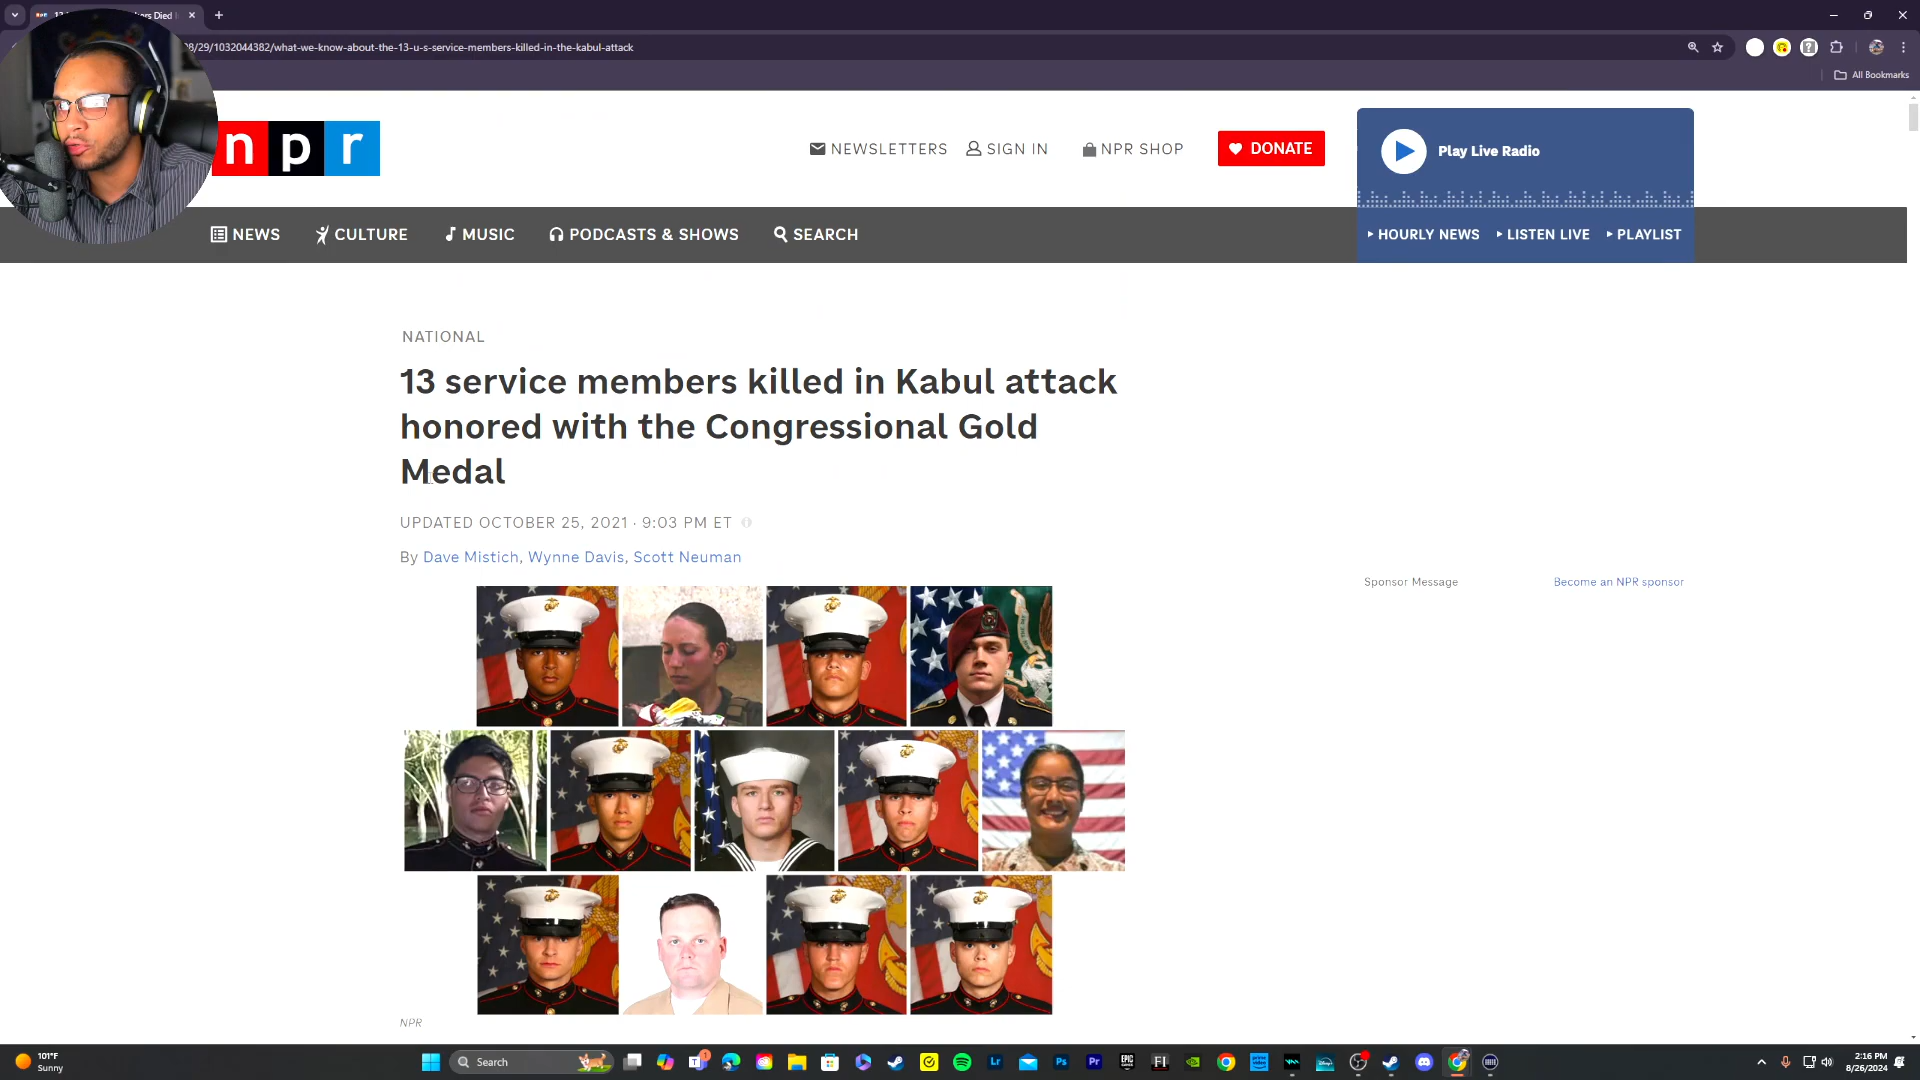 ers Died i
08/29/1032044382/what-we-know-about-the-13-u-s-service-members-killed-in-the-kabul-attack
All Bookmarks
npr
NEWSLETTERS SIGN IN NPR SHOP DONATE
Play Live Radio
NEWS CULTURE MUSIC PODCASTS & SHOWS SEARCH
HOURLY NEWS LISTEN LIVE PLAYLIST
NATIONAL
13 service members killed in Kabul attack
honored with the Congressional Gold
Medal
UPDATED OCTOBER 25, 2021 · 9:03 PM ET
By Dave Mistich, Wynne Davis, Scott Neuman
Sponsor Message Become an NPR sponsor
NPR
101°F
Sunny
Search
2:16 PM
8/26/2024